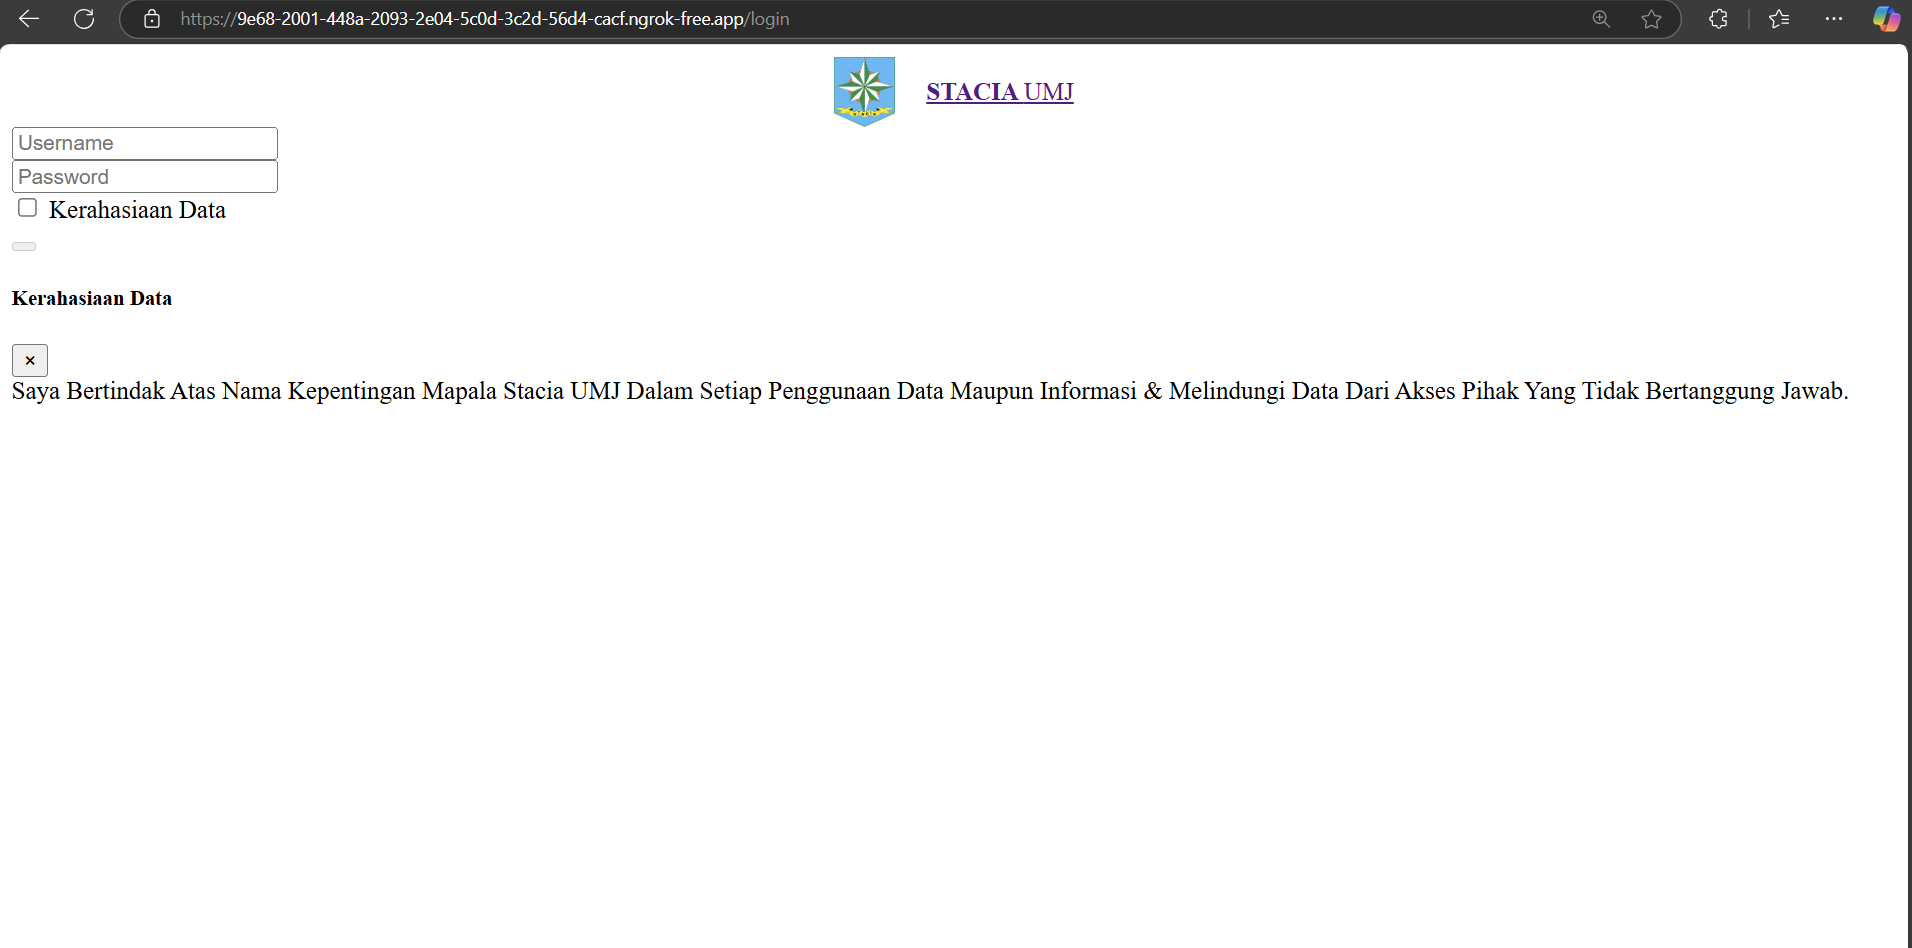 https://9e68-2001-448a-2093-2e04-5c0d-3c2d-56d4-cacf.ngrok-free.app/login
STACIA UMJ
Username
Password
Kerahasiaan Data
Kerahasiaan Data
×
Saya Bertindak Atas Nama Kepentingan Mapala Stacia UMJ Dalam Setiap Penggunaan Data Maupun Informasi & Melindungi Data Dari Akses Pihak Yang Tidak Bertanggung Jawab.